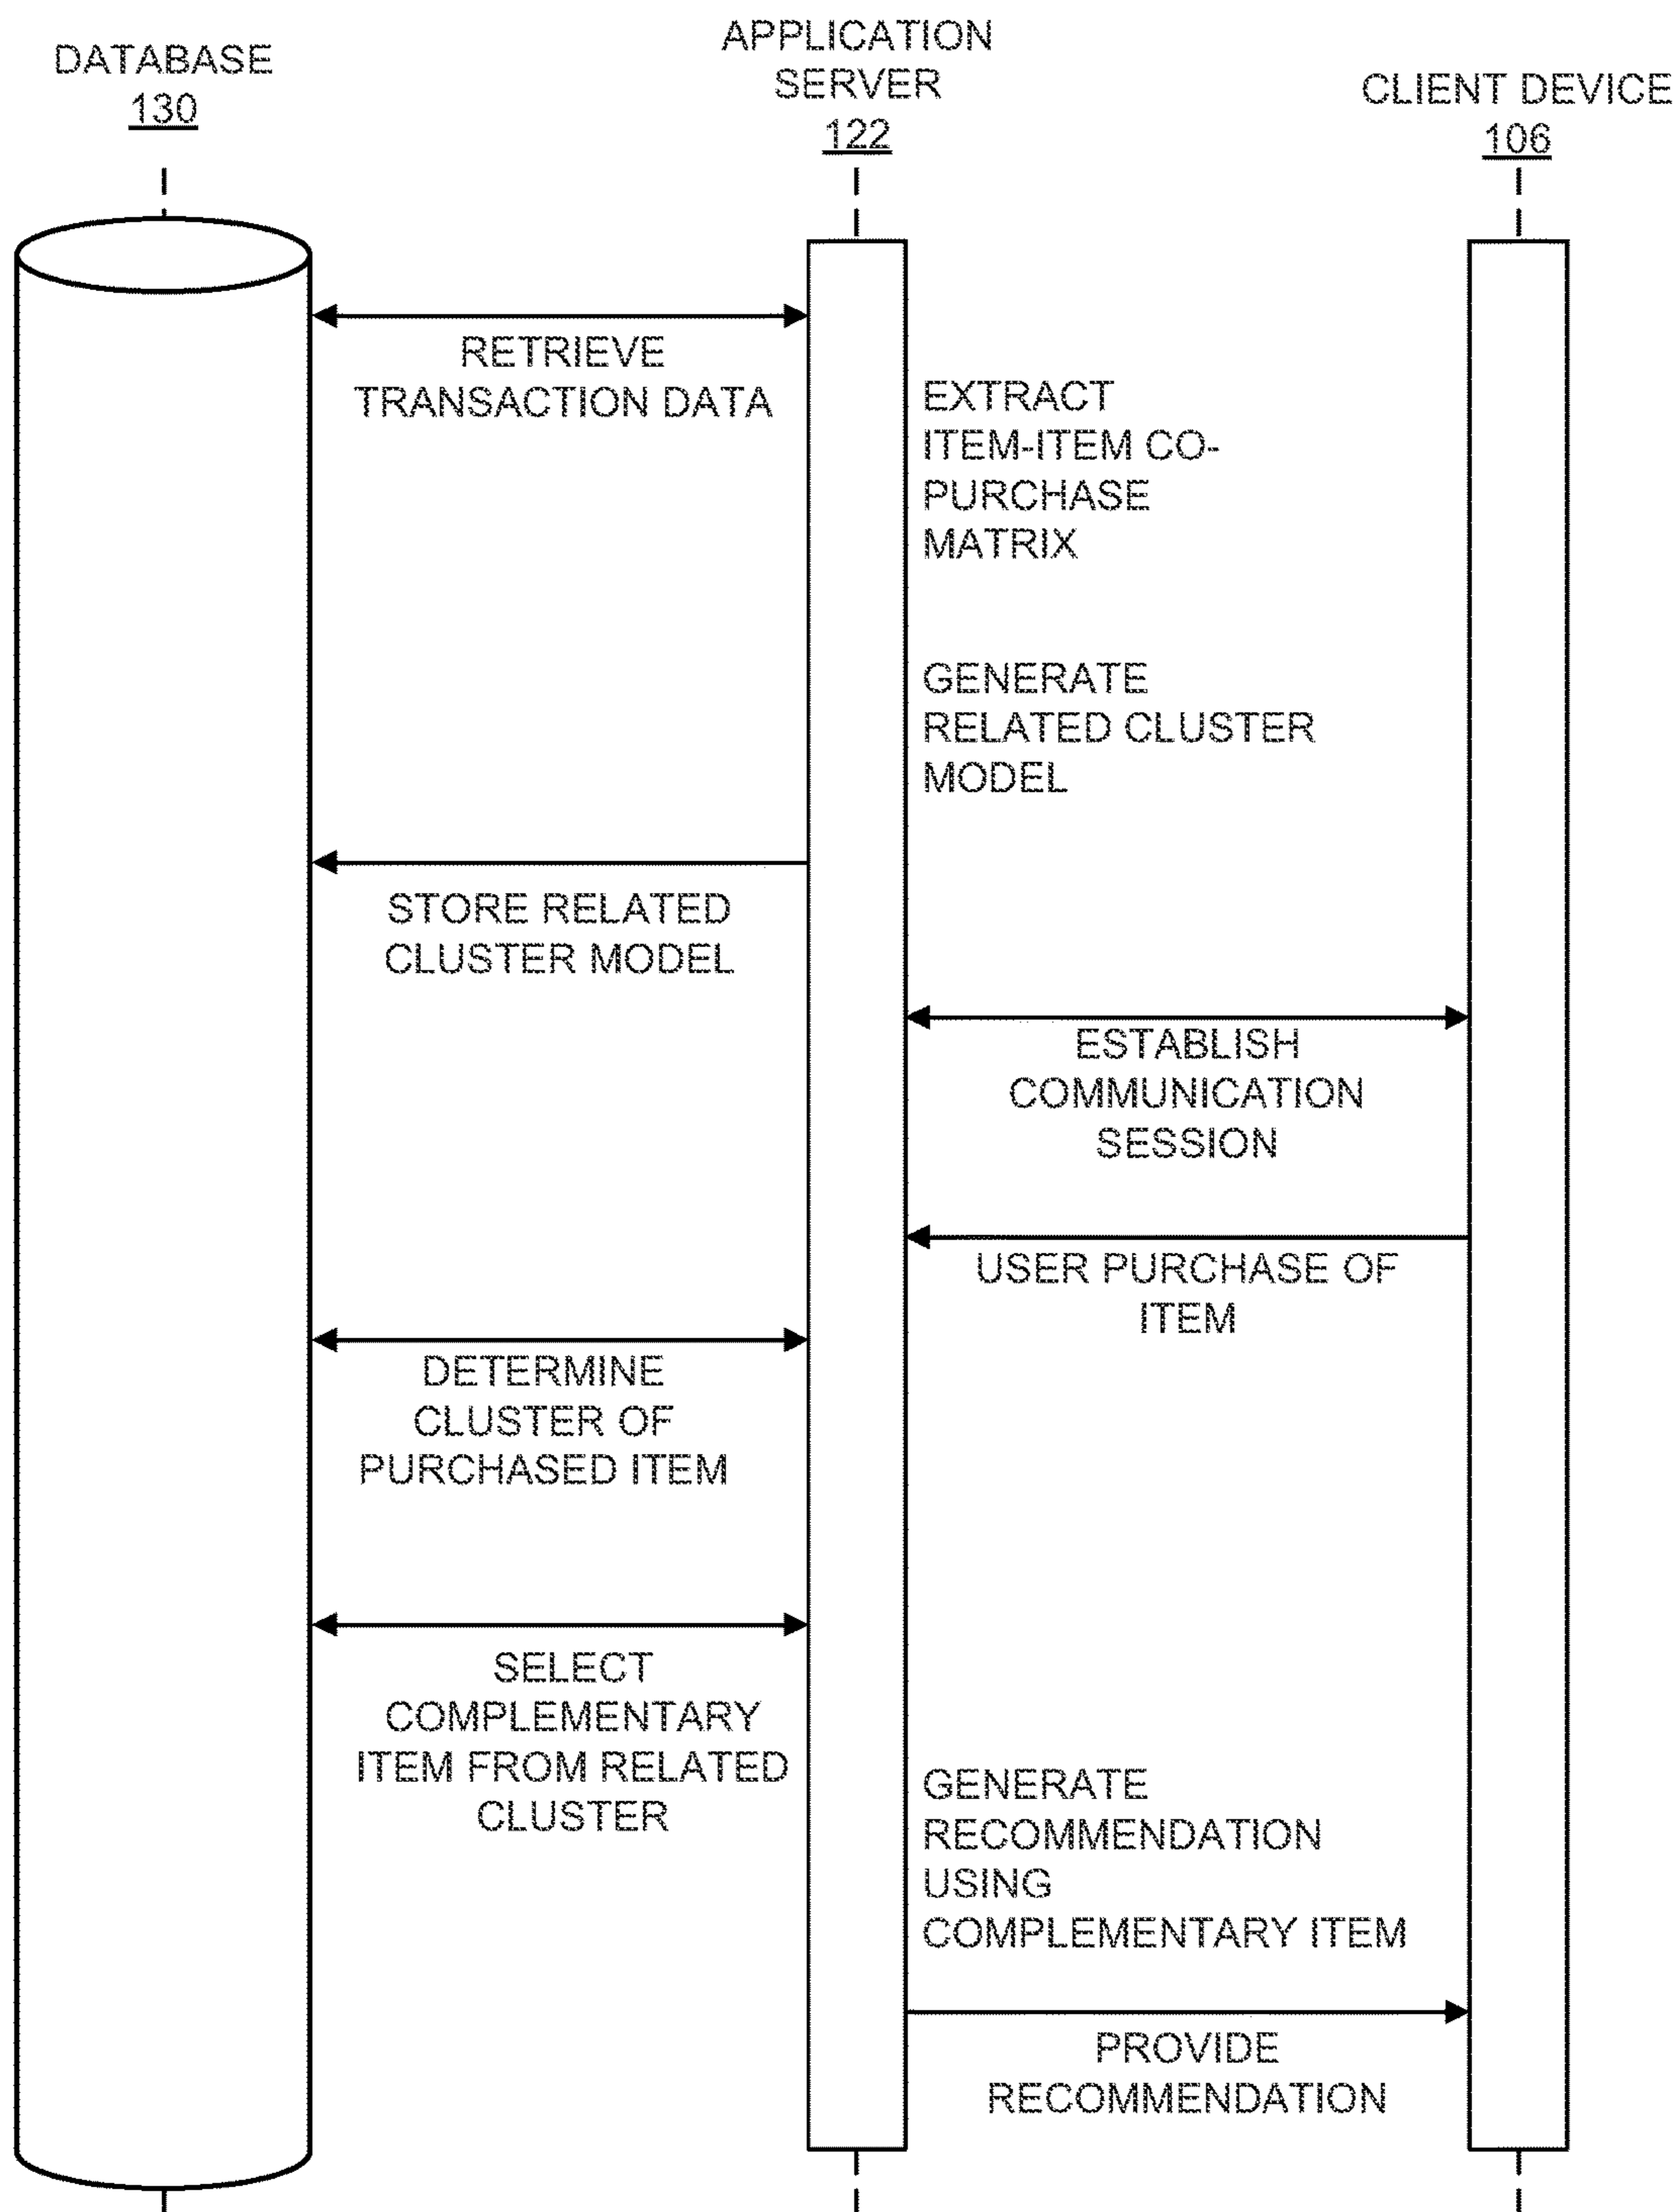 DATABASE
130
APPLICATION
SERVER
122
CLIENT DEVICE
106
RETRIEVE
TRANSACTION DATA
EXTRACT
ITEM-ITEM CO-
PURCHASE
MATRIX
GENERATE
RELATED CLUSTER
MODEL
STORE RELATED
CLUSTER MODEL
ESTABLISH
COMMUNICATION
SESSION
USER PURCHASE OF
ITEM
DETERMINE
CLUSTER OF
PURCHASED ITEM
SELECT
COMPLEMENTARY
ITEM FROM RELATED
CLUSTER
GENERATE
RECOMMENDATION
USING
COMPLEMENTARY ITEM
PROVIDE
RECOMMENDATION